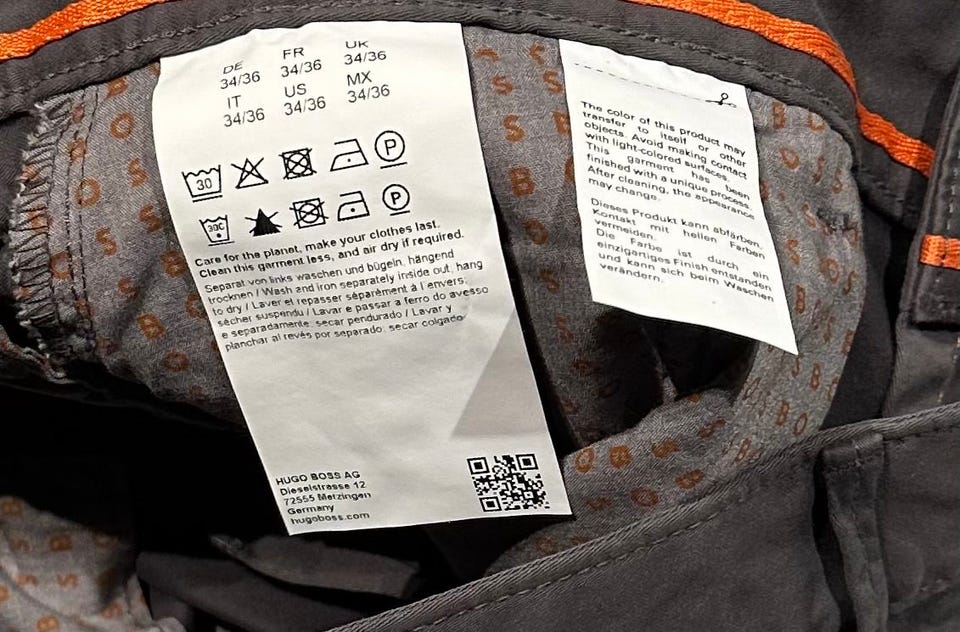 DE FR UK
34/36 34/36 34/36
IT US MX
34/36 34/36 34/36
30 P
30C P
Care for the planet, make your clothes last.
Clean this garment less, and air dry if required.
Separat von links waschen und bügeln, hängend
trocknen / Wash and iron separately inside out, hang
to dry / Laver et repasser séparément à l'envers,
sécher suspendu / Lavare e passare a ferro do avesso
e separadamente, secar pendurado / Lavar y
planchar al revés por separado, secar colgado
HUGO BOSS AG
Dieselstrasse 12
72555 Metzingen
Germany
hugoboss.com
The color of this product may
transfer to itself or other
objects. Avoid making contact
with light-colored surfaces.
This garment has been
finished with a unique process.
After cleaning, the appearance
may change.
Dieses Produkt kann abfärben.
Kontakt mit hellen Farben
vermeiden.
Die Farbe ist durch ein
einzigartiges Finish entstanden
und kann sich beim Waschen
verändern.